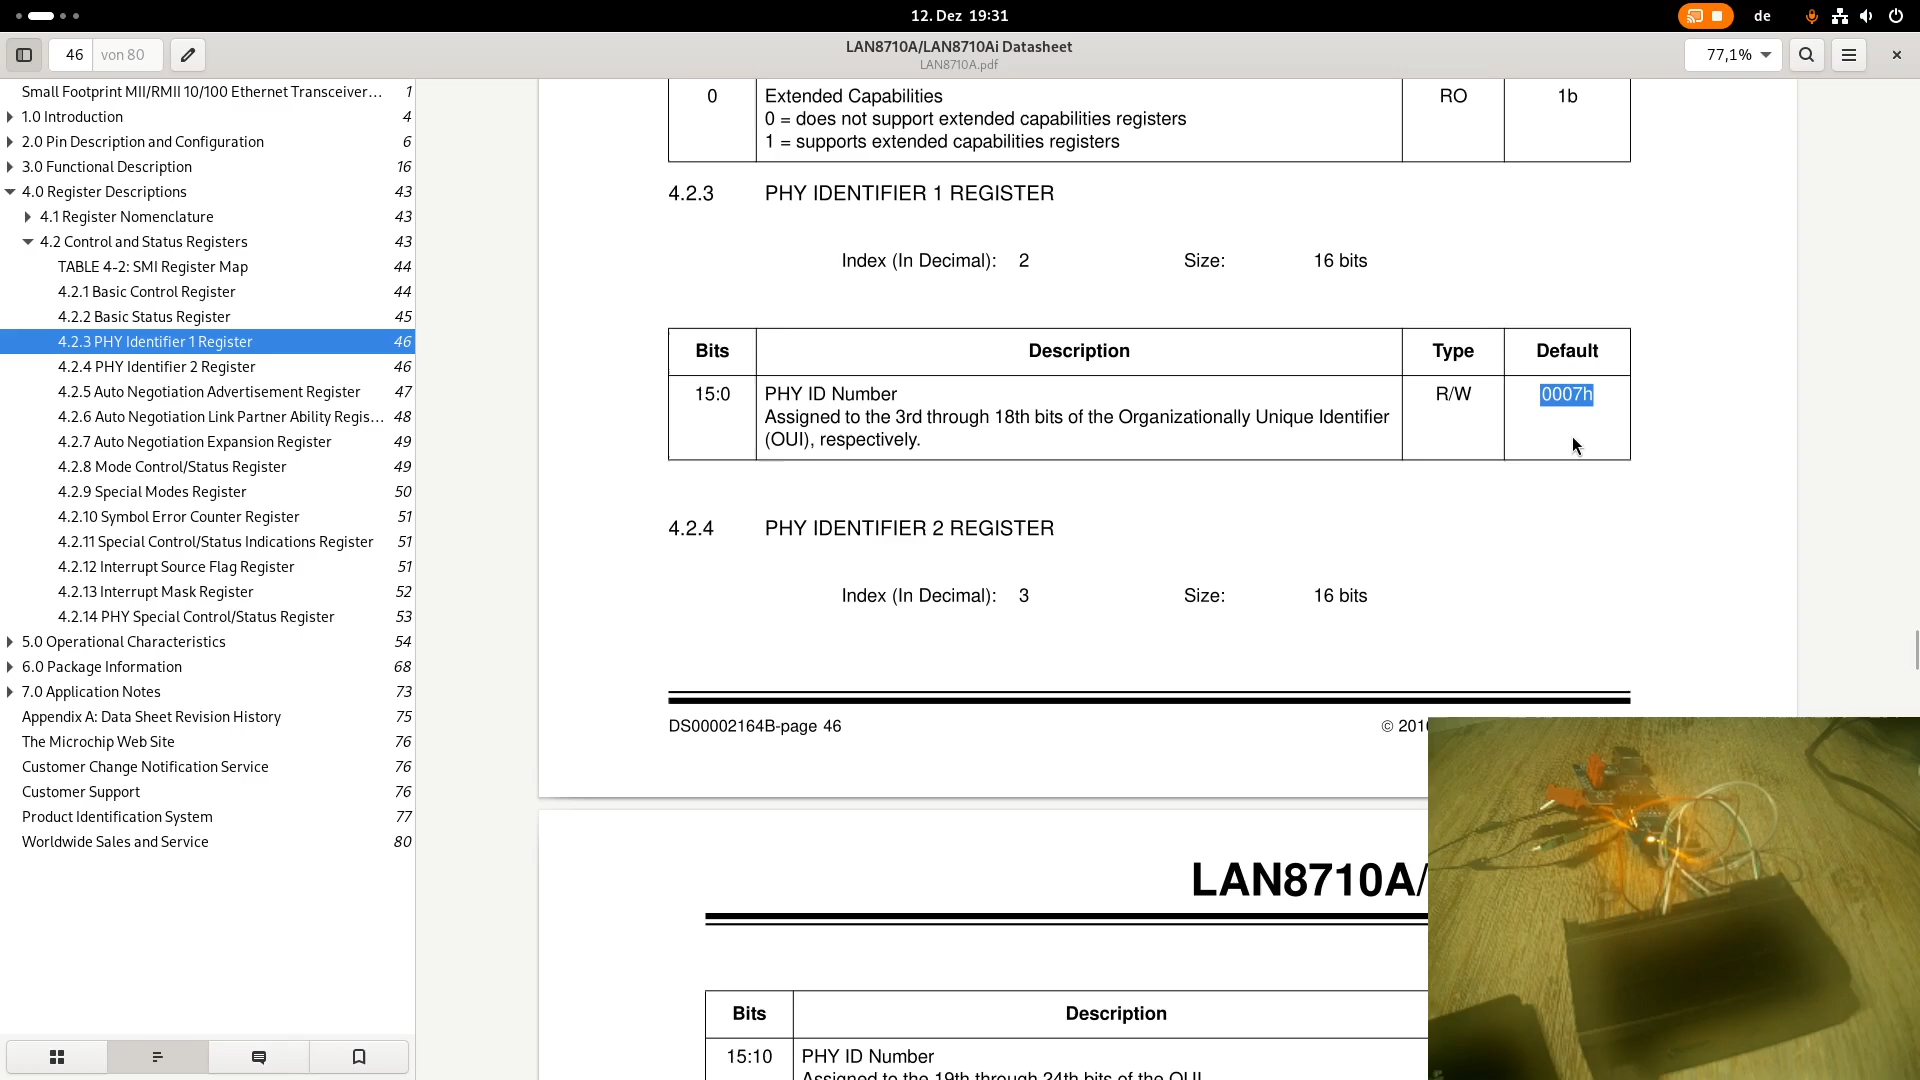 12. Dez 19:31
de
46 von 80
LAN8710A/LAN8710Ai Datasheet
LAN8710A.pdf
77,1%
Small Footprint MII/RMII 10/100 Ethernet Transceiver... 1
1.0 Introduction 4
2.0 Pin Description and Configuration 6
3.0 Functional Description 16
4.0 Register Descriptions 43
4.1 Register Nomenclature 43
4.2 Control and Status Registers 43
TABLE 4-2: SMI Register Map 44
4.2.1 Basic Control Register 44
4.2.2 Basic Status Register 45
4.2.3 PHY Identifier 1 Register 46
4.2.4 PHY Identifier 2 Register 46
4.2.5 Auto Negotiation Advertisement Register 47
4.2.6 Auto Negotiation Link Partner Ability Regis... 48
4.2.7 Auto Negotiation Expansion Register 49
4.2.8 Mode Control/Status Register 49
4.2.9 Special Modes Register 50
4.2.10 Symbol Error Counter Register 51
4.2.11 Special Control/Status Indications Register 51
4.2.12 Interrupt Source Flag Register 51
4.2.13 Interrupt Mask Register 52
4.2.14 PHY Special Control/Status Register 53
5.0 Operational Characteristics 54
6.0 Package Information 68
7.0 Application Notes 73
Appendix A: Data Sheet Revision History 75
The Microchip Web Site 76
Customer Change Notification Service 76
Customer Support 76
Product Identification System 77
Worldwide Sales and Service 80
0 Extended Capabilities RO 1b
0 = does not support extended capabilities registers
1 = supports extended capabilities registers
4.2.3 PHY IDENTIFIER 1 REGISTER
Index (In Decimal): 2 Size: 16 bits
Bits Description Type Default
15:0 PHY ID Number R/W 0007h
Assigned to the 3rd through 18th bits of the Organizationally Unique Identifier
(OUI), respectively.
4.2.4 PHY IDENTIFIER 2 REGISTER
Index (In Decimal): 3 Size: 16 bits
DS00002164B-page 46 © 201
LAN8710A/
Bits Description
15:10 PHY ID Number
Assigned to the 19th through 24th bits of the OUI